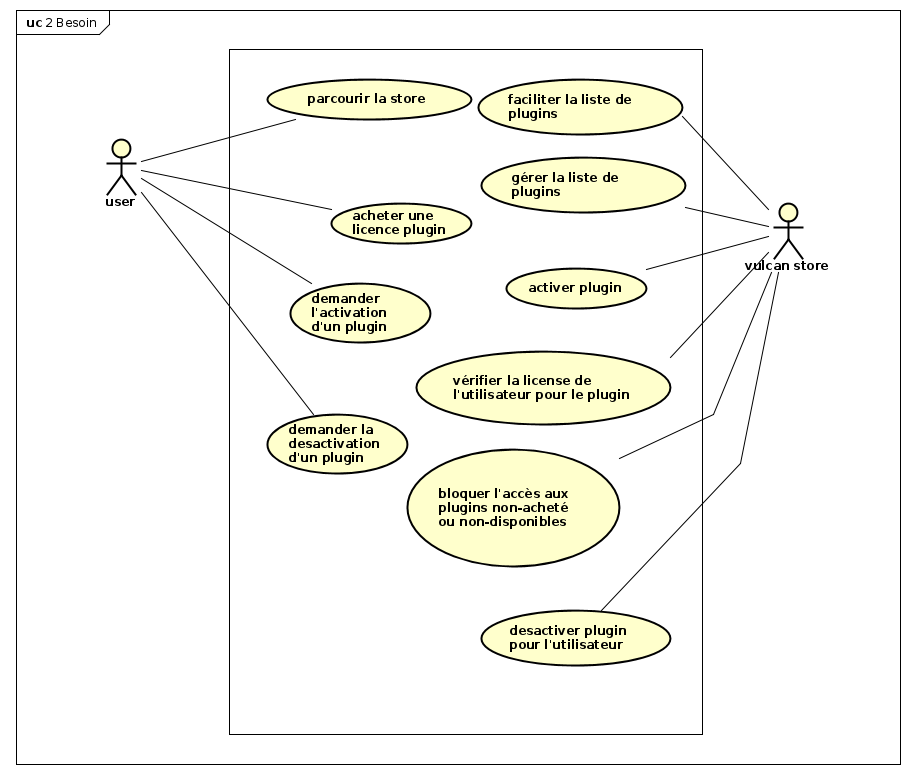 uc 2 Besoin
parcourir la store
faciliter la liste de
plugins
gérer la liste de
plugins
user
acheter une
licence plugin
vulcan store
activer plugin
demander
l'activation
d'un plugin
vérifier la license de
l'utilisateur pour le plugin
demander la
desactivation
d'un plugin
bloquer l'accès aux
plugins non-acheté
ou non-disponibles
desactiver plugin
pour l'utilisateur